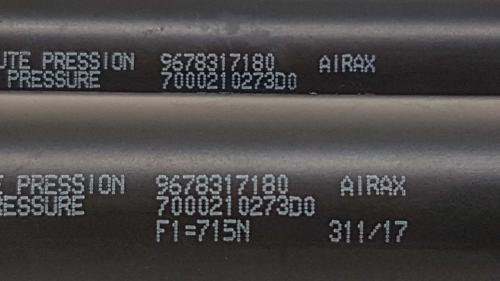 UTE PRESSION 9678317180 AIRAX
PRESSURE 7000210273D0
E PRESSION 9678317180 AIRAX
RESSURE 7000210273D0
F1=715N 311/17